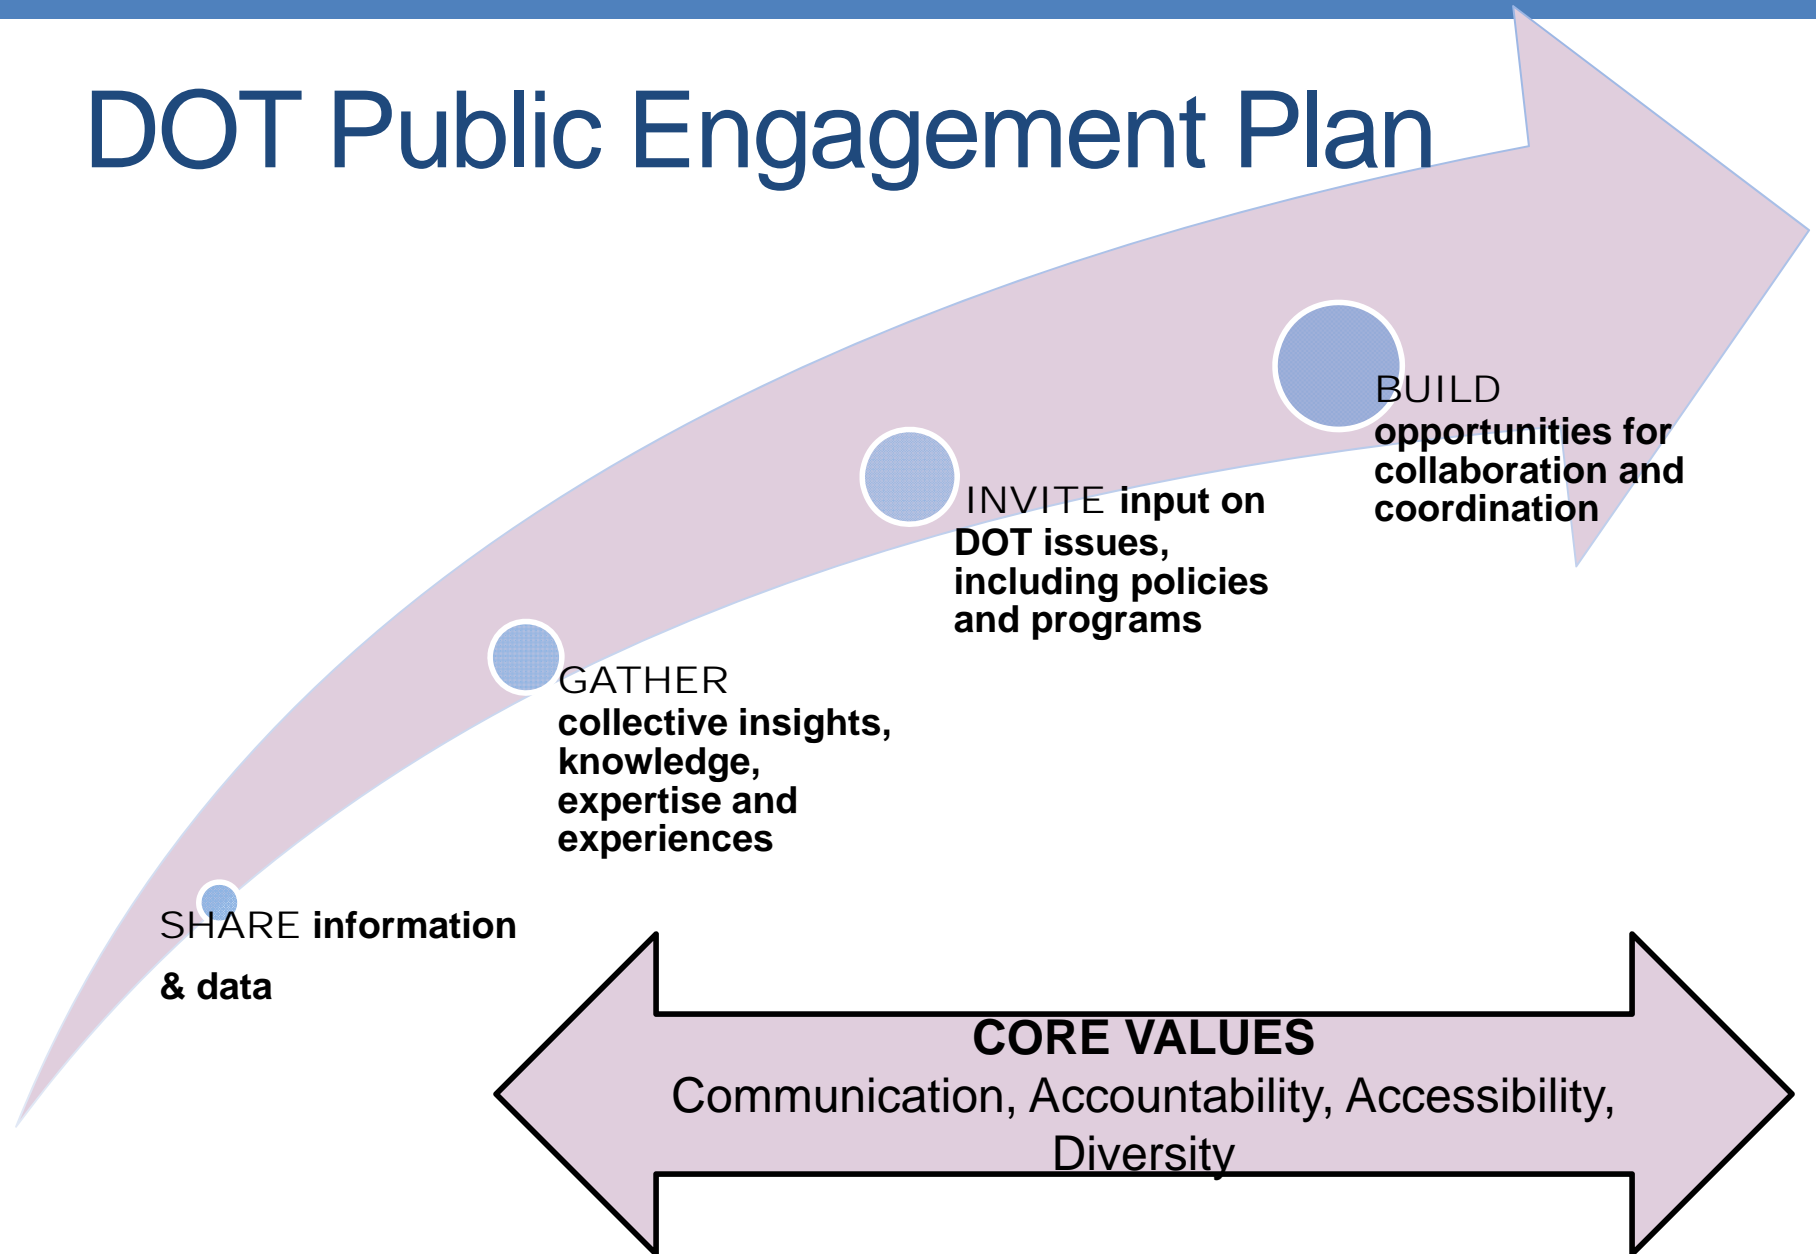 DOT Public Engagement Plan
BUILD
opportunities for
collaboration and
coordination
INVITE input on
DOT issues,
including policies
and programs
GATHER
collective insights,
knowledge,
expertise and
experiences
SHARE information
& data
CORE VALUES
Communication, Accountability, Accessibility,
Diversity